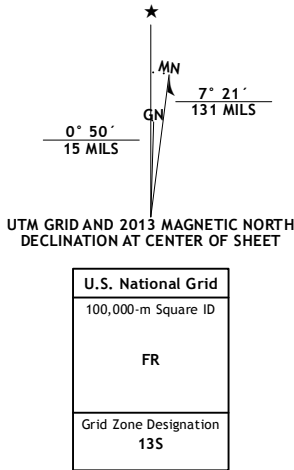 MN
GN
7° 21´
131 MILS
0° 50´
15 MILS
UTM GRID AND 2013 MAGNETIC NORTH
DECLINATION AT CENTER OF SHEET
U.S. National Grid
100,000-m Square ID
FR
Grid Zone Designation
13S